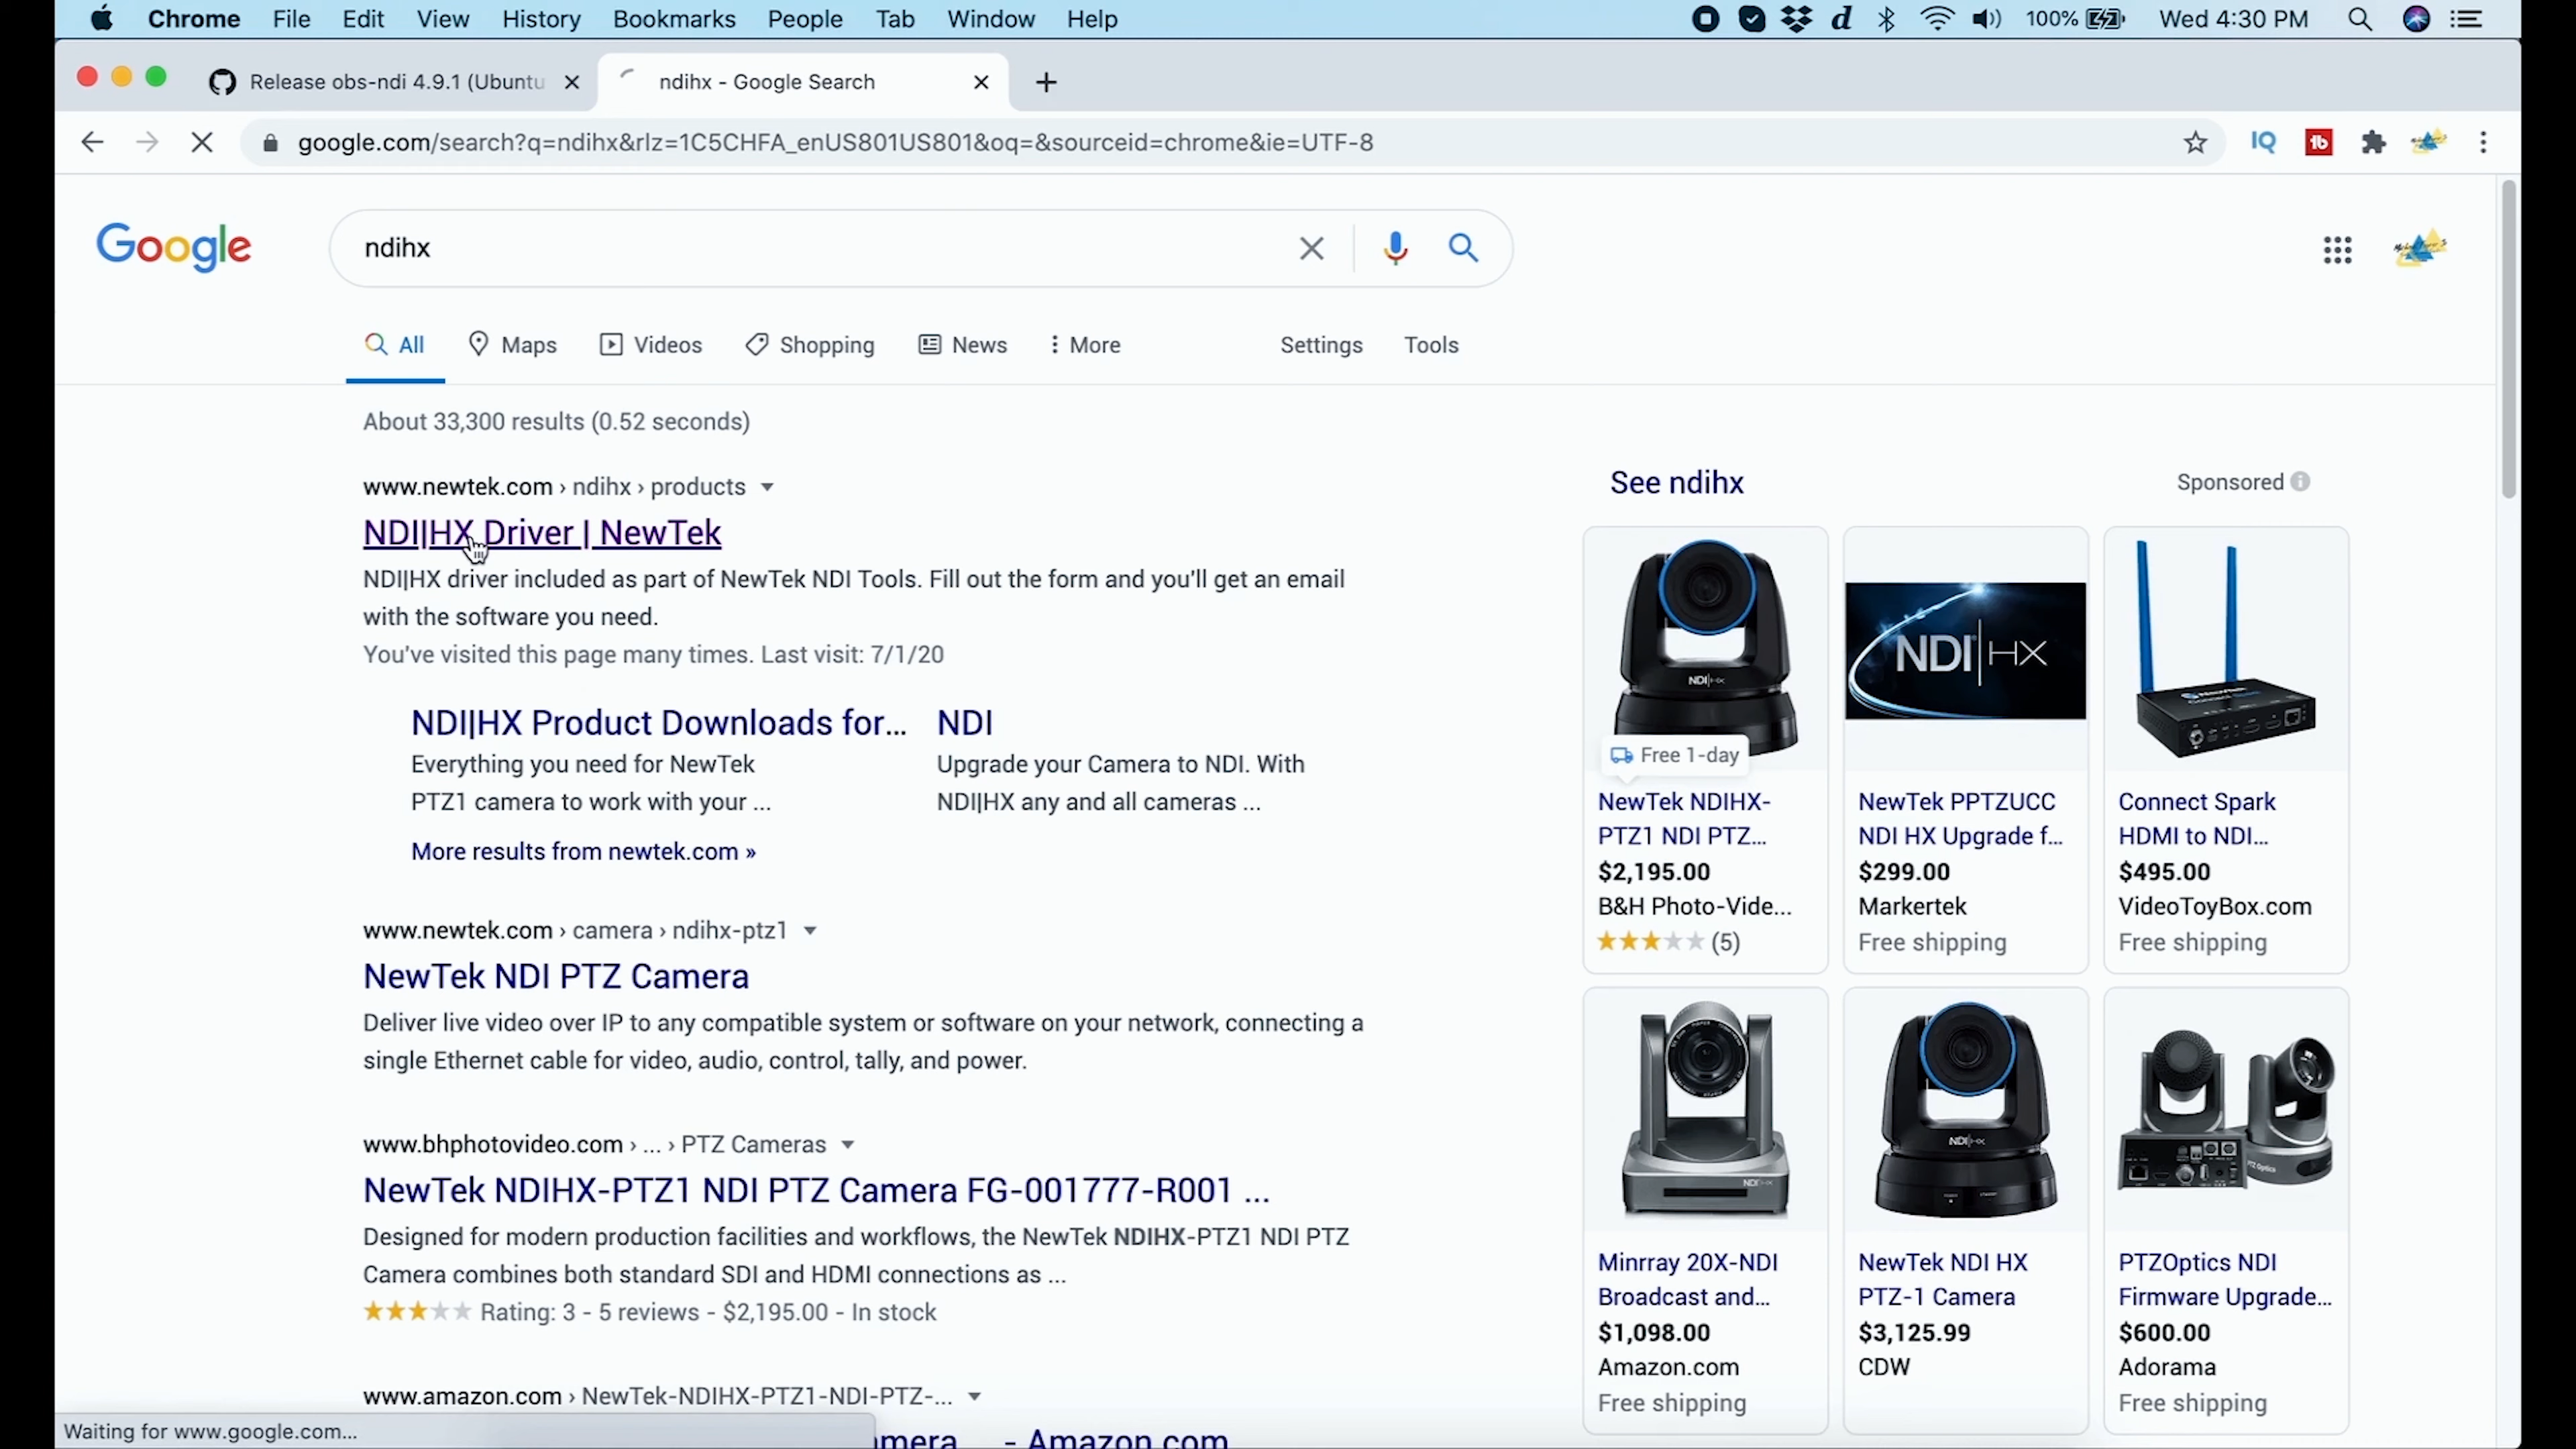 Chrome File Edit View History Bookmarks People Tab Window Help
100% Wed 4:30 PM
Release obs-ndi 4.9.1 (Ubuntu
ndihx - Google Search
google.com/search?q=ndihx&rlz=1C5CHFA_enUS801US801&oq=&sourceid=chrome&ie=UTF-8
Google
ndihx
All Maps Videos Shopping News More Settings Tools
About 33,300 results (0.52 seconds)
www.newtek.com › ndihx › products
NDI||HX Driver | NewTek
NDI|HX driver included as part of NewTek NDI Tools. Fill out the form and you'll get an email
with the software you need.
You've visited this page many times. Last visit: 7/1/20
NDI|HX Product Downloads for...
Everything you need for NewTek
PTZ1 camera to work with your ...
NDI
Upgrade your Camera to NDI. With
NDI|HX any and all cameras ...
More results from newtek.com »
www.newtek.com › camera › ndihx-ptz1
NewTek NDI PTZ Camera
Deliver live video over IP to any compatible system or software on your network, connecting a
single Ethernet cable for video, audio, control, tally, and power.
www.bhphotovideo.com › ... › PTZ Cameras
NewTek NDIHX-PTZ1 NDI PTZ Camera FG-001777-R001 ...
Designed for modern production facilities and workflows, the NewTek NDIHX-PTZ1 NDI PTZ
Camera combines both standard SDI and HDMI connections as ...
Rating: 3 - 5 reviews - $2,195.00 - In stock
www.amazon.com › NewTek-NDIHX-PTZ1-NDI-PTZ-...
- Amazon.com
Waiting for www.google.com...
See ndihx
Sponsored
NDI|HX
Free 1-day
NewTek NDIHX-
PTZ1 NDI PTZ...
$2,195.00
B&H Photo-Vide...
(5)
NDI|HX
NewTek PPTZUCC
NDI HX Upgrade f...
$299.00
Markertek
Free shipping
Connect Spark
HDMI to NDI...
$495.00
VideoToyBox.com
Free shipping
NDI|HX
Minrray 20X-NDI
Broadcast and...
$1,098.00
Amazon.com
Free shipping
NDI|HX
NewTek NDI HX
PTZ-1 Camera
$3,125.99
CDW
PTZOptics NDI
Firmware Upgrade...
$600.00
Adorama
Free shipping